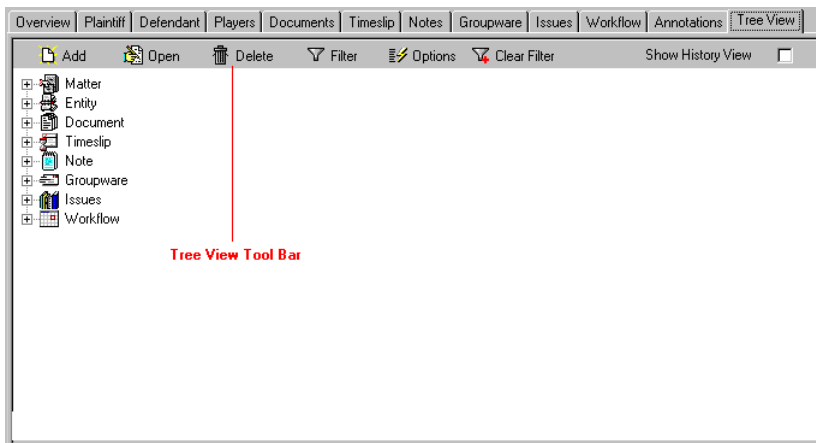 Overview Plaintiff Defendant Players Documents Timeslip Notes Groupware Issues Workflow Annotations Tree View
Add Open Delete Filter Options Clear Filter Show History View
Matter
Entity
Document
Timeslip
Note
Groupware
Issues
Workflow
Tree View Tool Bar